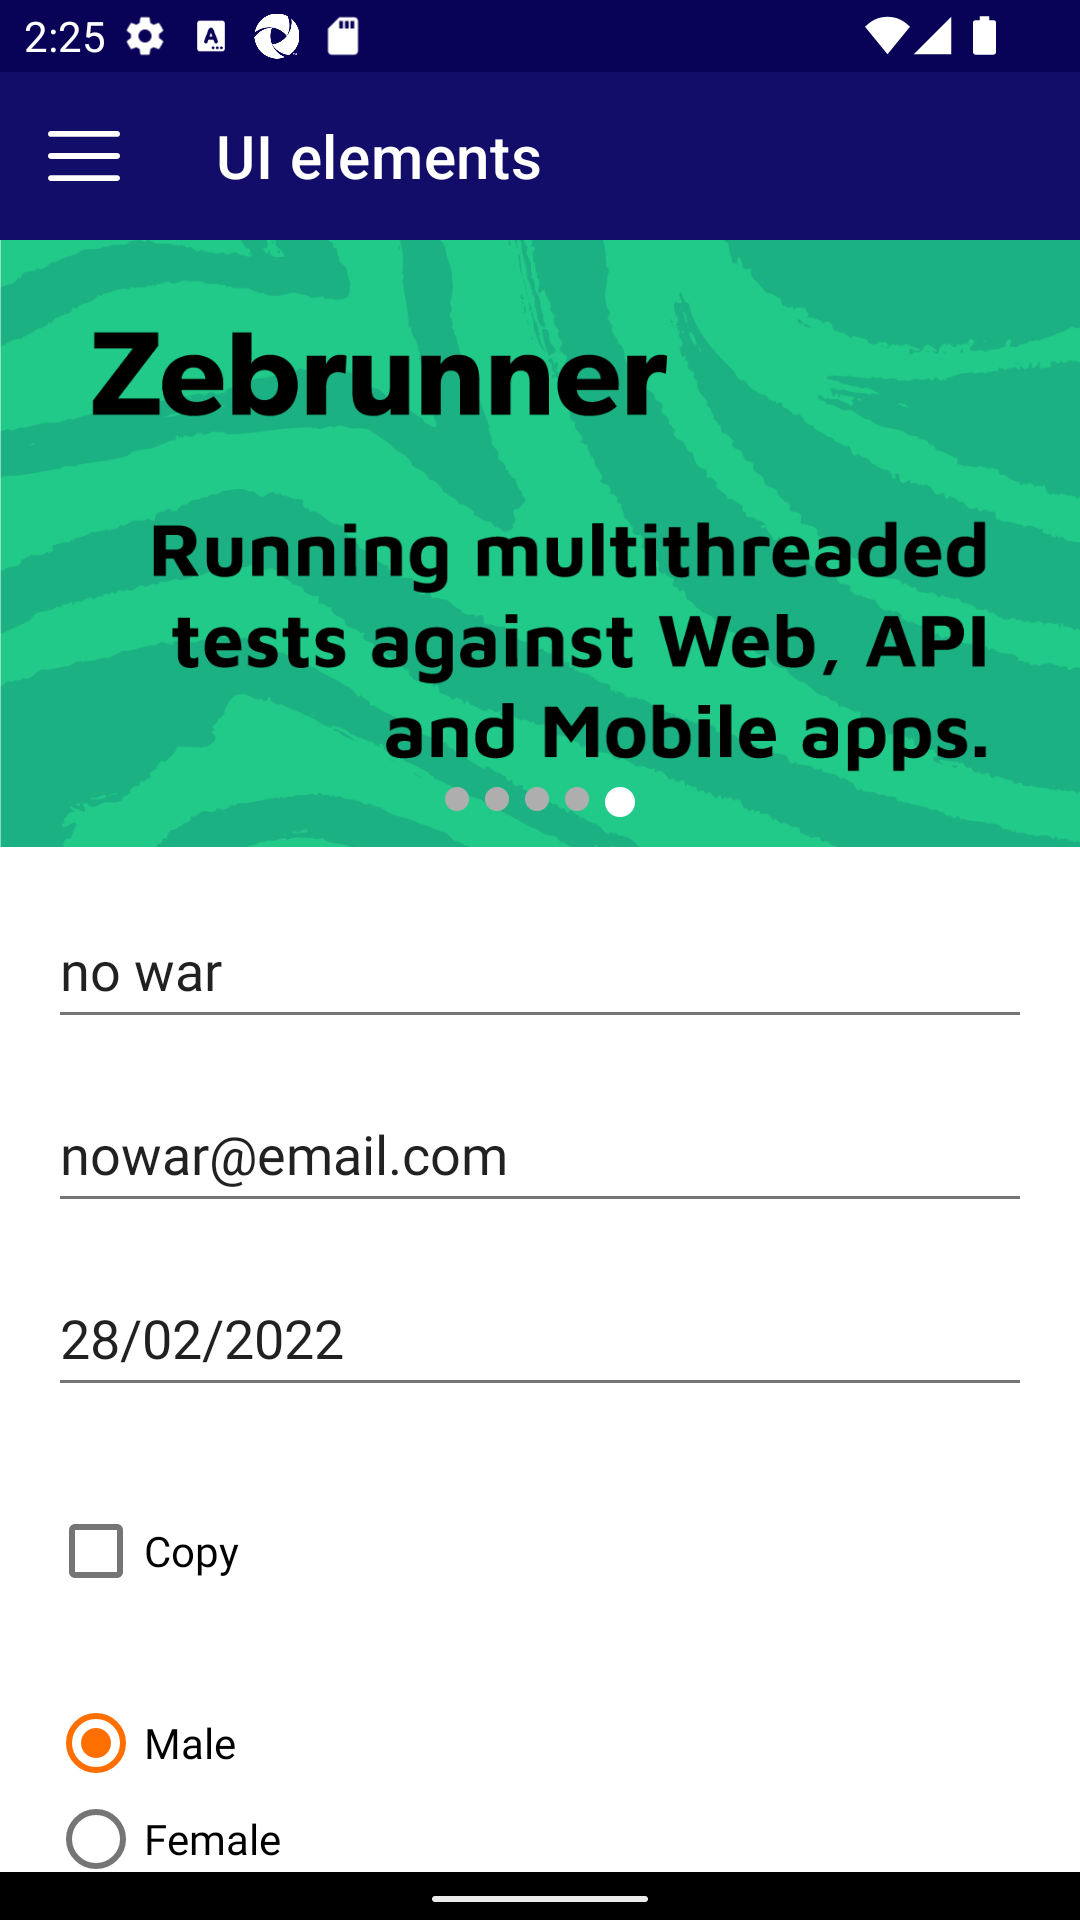 2:25
UI elements
Zebrunner
Running multithreaded
tests against Web, API
and Mobile apps.
no war
nowar@email.com
28/02/2022
Copy
Male
Female